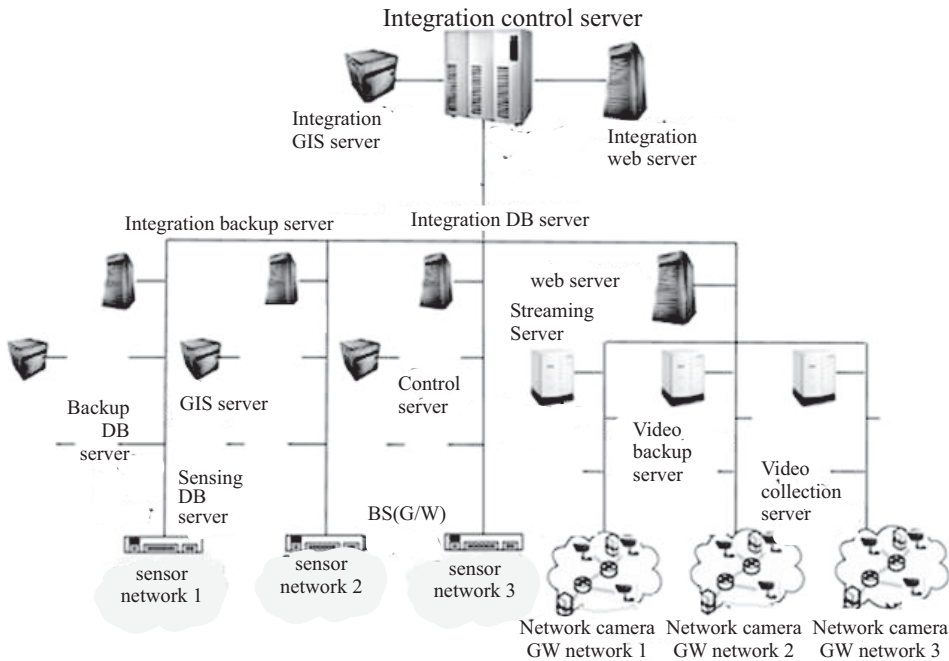 Integration control server
Integration
GIS server
Integration
web server
Integration backup server
Integration DB server
web server
Streaming
Server
Backup
DB
server
GIS server
Control
server
Sensing
DB
server
Video
backup
server
Video
collection
server
BS(G/W)
sensor
network 1
sensor
network 2
sensor
network 3
Network camera
GW network 1
Network camera
GW network 2
Network camera
GW network 3